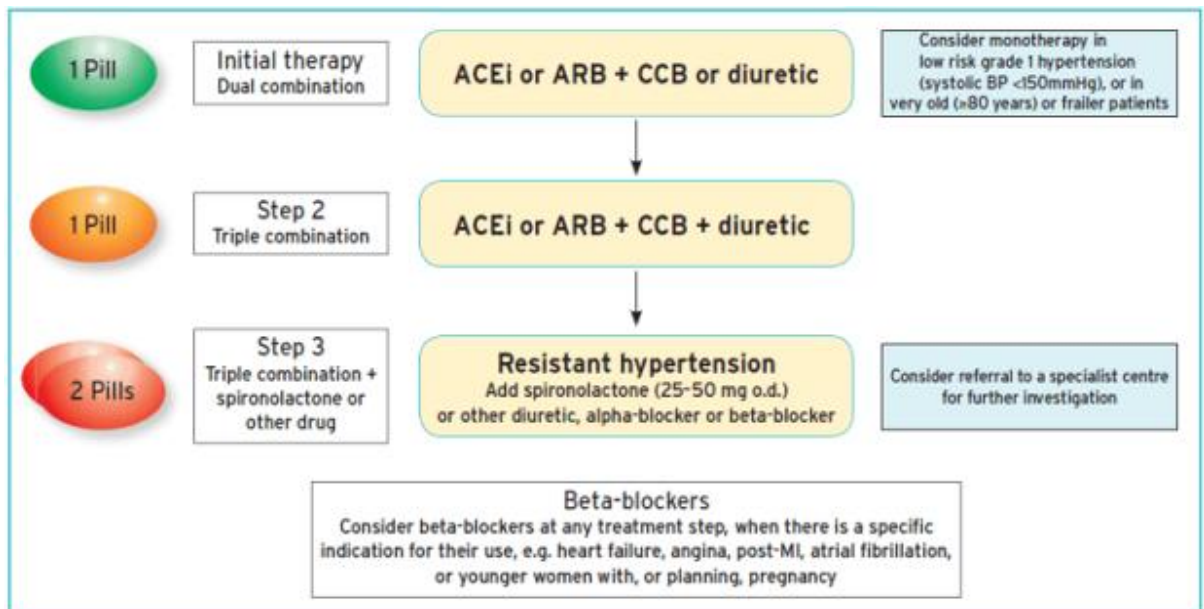 1 Pill
Initial therapy
Dual combination
ACEi or ARB + CCB or diuretic
Consider monotherapy in
low risk grade 1 hypertension
(systolic BP <150mmHg), or in
very old (≥80 years) or frailer patients
1 Pill
Step 2
Triple combination
ACEi or ARB + CCB + diuretic
2 Pills
Step 3
Triple combination +
spironolactone or
other drug
Resistant hypertension
Add spironolactone (25-50 mg o.d.)
or other diuretic, alpha-blocker or beta-blocker
Consider referral to a specialist centre
for further investigation
Beta-blockers
Consider beta-blockers at any treatment step, when there is a specific
indication for their use, e.g. heart failure, angina, post-MI, atrial fibrillation,
or younger women with, or planning, pregnancy